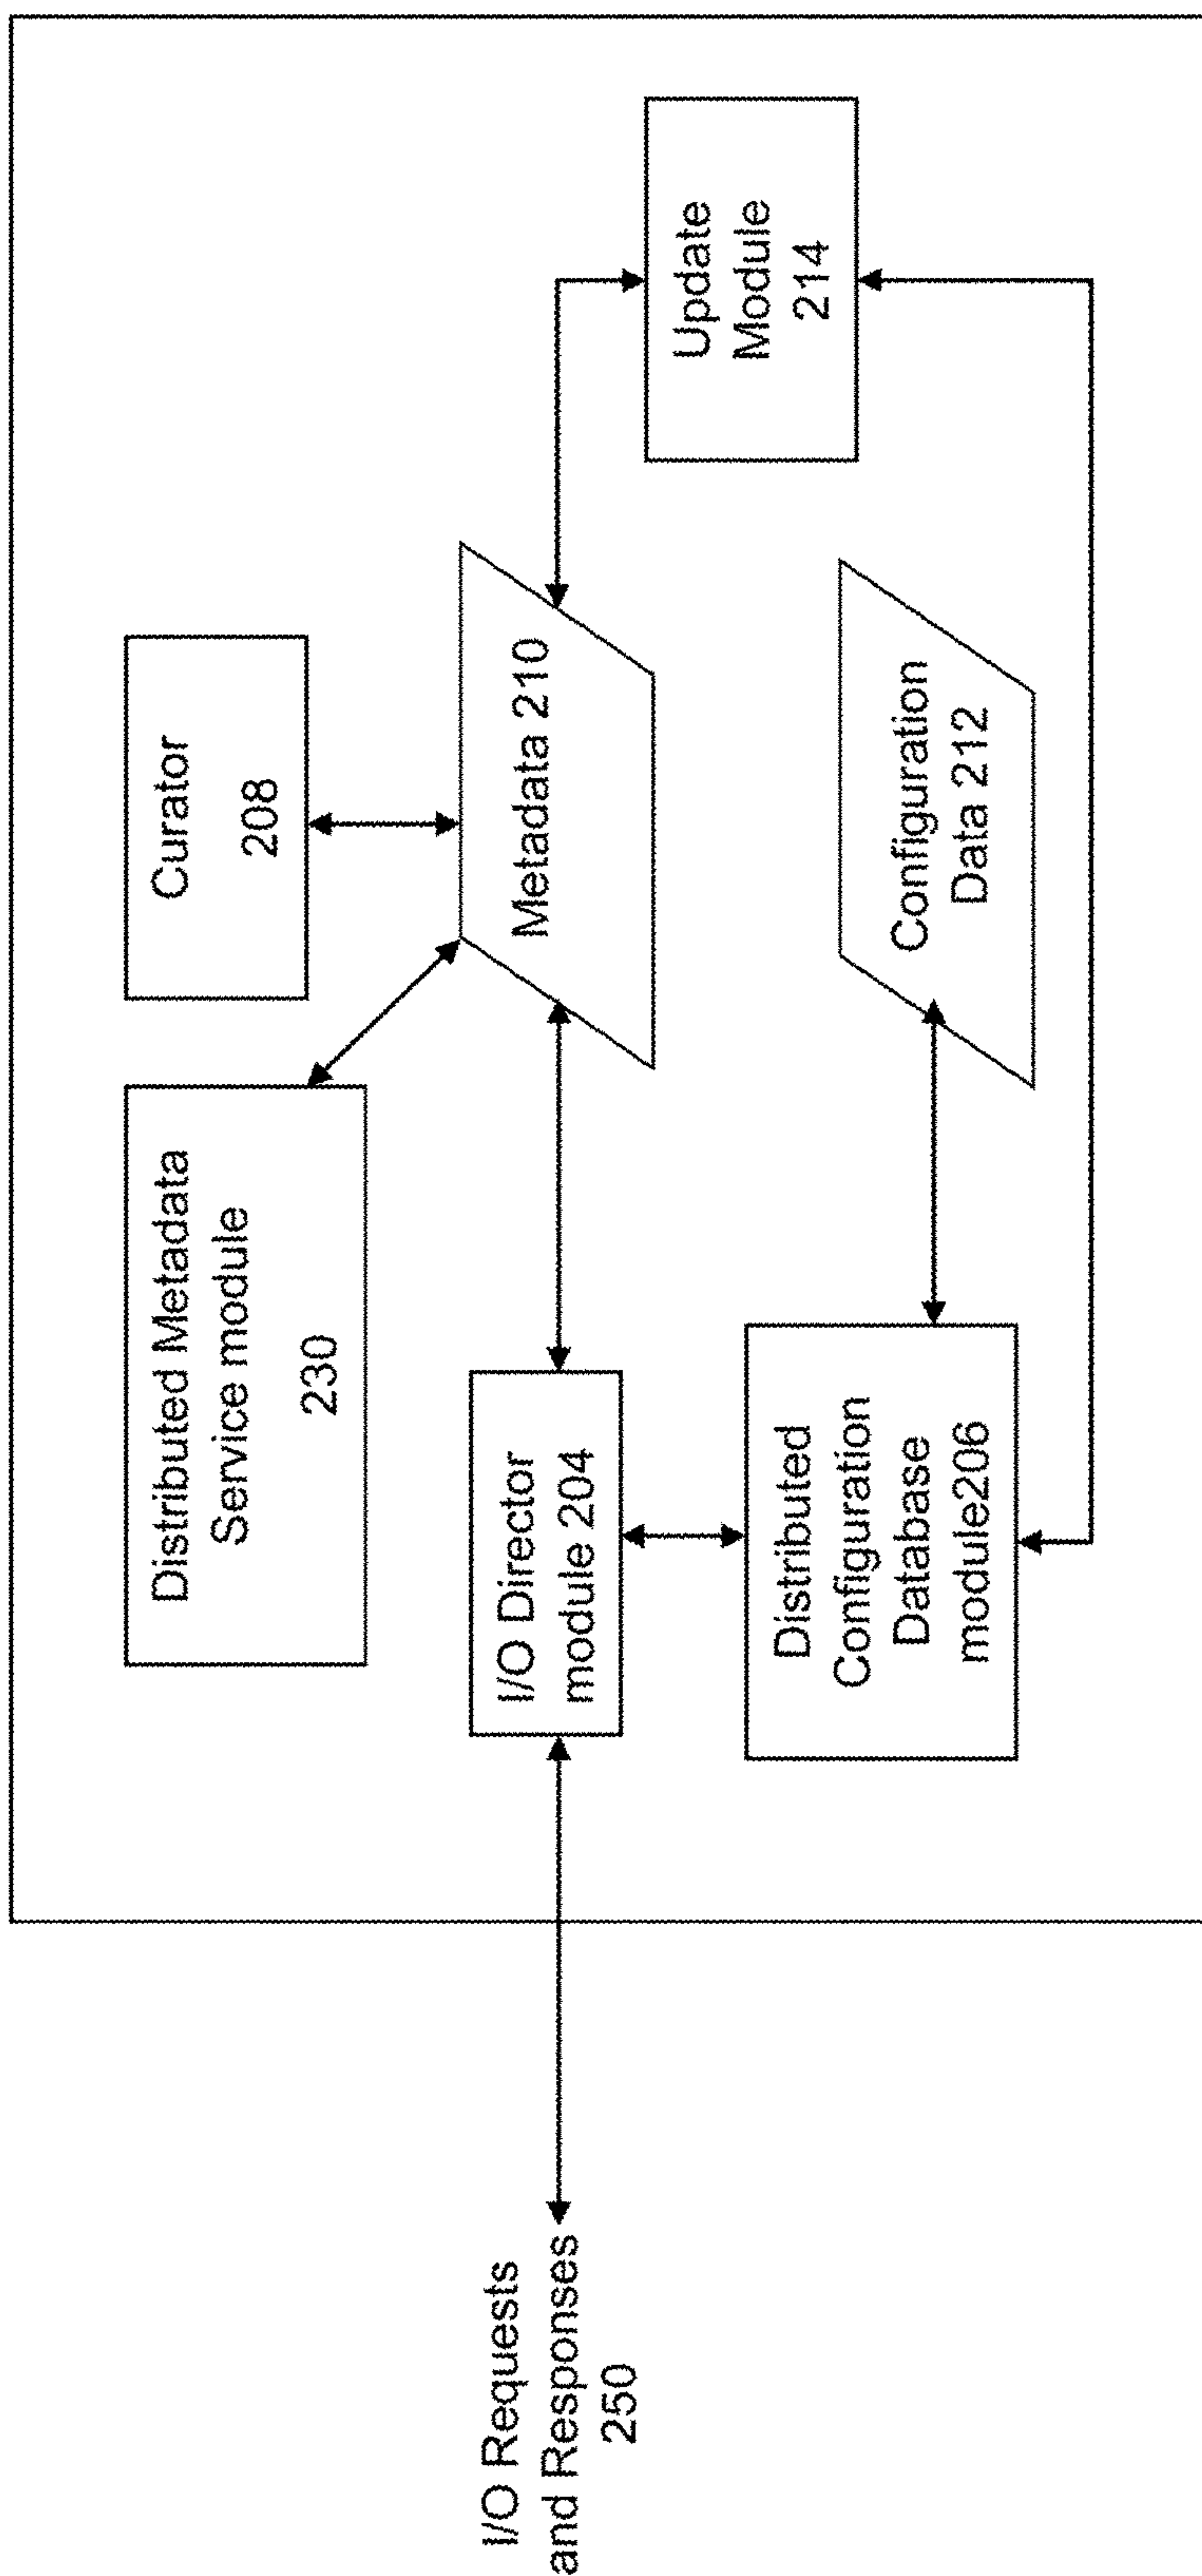 Distributed Metadata
Service module
230
Curator
208
I/O Requests
and Responses
250
I/O Director
module 204
Metadata 210
Update
Module
214
Distributed
Configuration
Database
module206
Configuration
Data 212